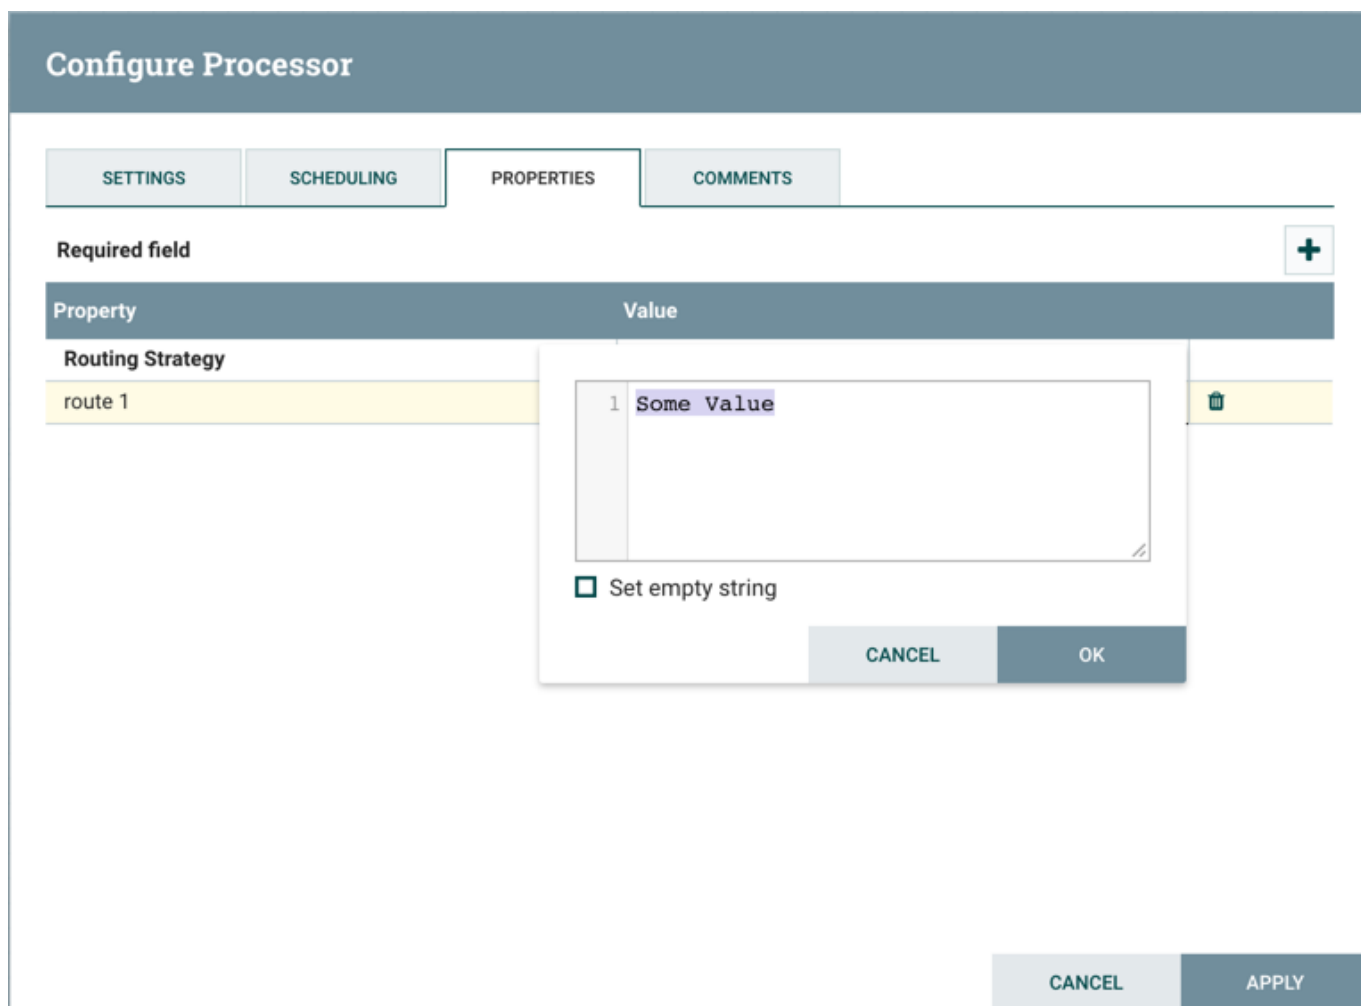 Configure Processor
SETTINGS SCHEDULING PROPERTIES COMMENTS
Required field
Property Value
Routing Strategy
route 1
1 Some Value
Set empty string
CANCEL OK
CANCEL APPLY